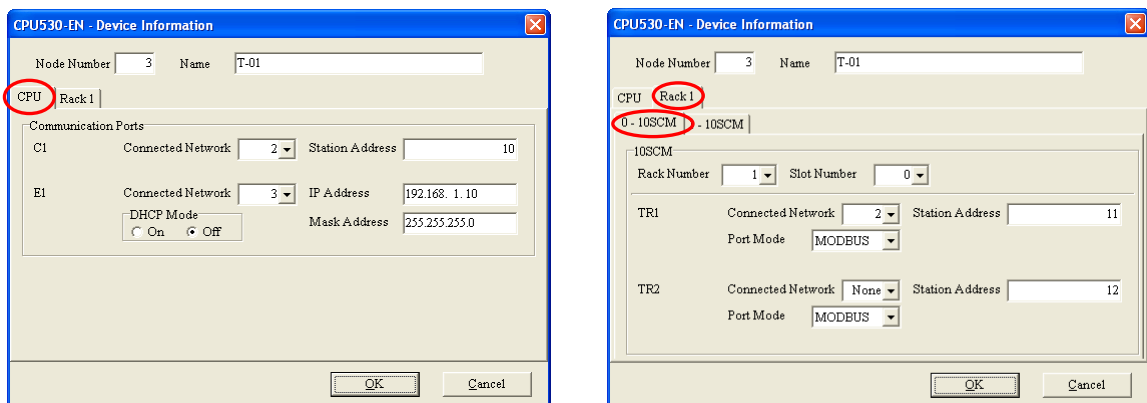 CPU530-EN - Device Information
Node Number 3 Name T-01
CPU Rack 1
Communication Ports
C1 Connected Network 2 Station Address 10
E1 Connected Network 3 IP Address 192.168. 1. 10
DHCP Mode
On Off
Mask Address 255.255.255.0
OK Cancel
CPU530-EN - Device Information
Node Number 3 Name T-01
CPU Rack 1
0 - 10SCM - 10SCM
10SCM
Rack Number 1 Slot Number 0
TR1 Connected Network 2 Station Address 11
Port Mode MODBUS
TR2 Connected Network None Station Address 12
Port Mode MODBUS
OK Cancel